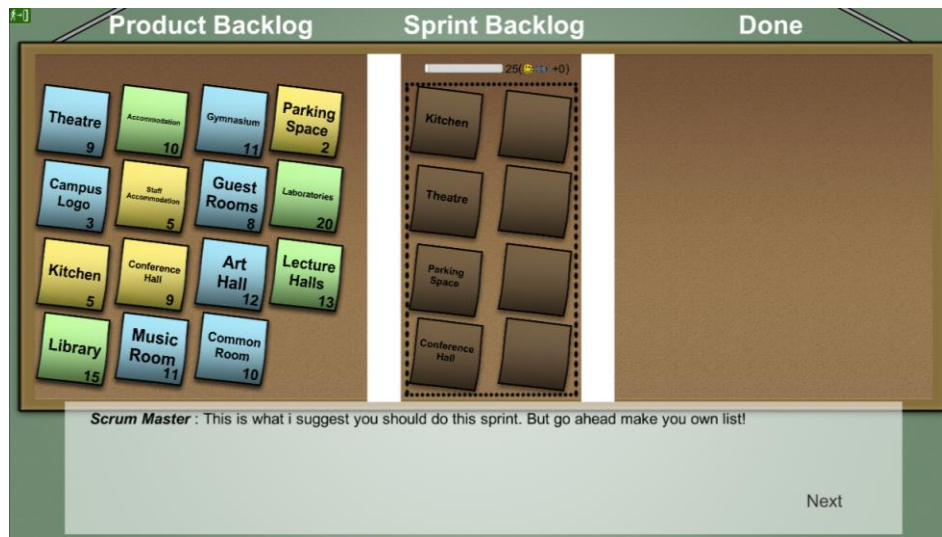 Product Backlog
Sprint Backlog
Done
Theatre
9
Accommodation
10
Gymnasium
11
Parking
Space
2
Campus
Logo
3
Staff
Accommodation
5
Guest
Rooms
8
Laboratories
20
Kitchen
5
Conference
Hall
9
Art
Hall
12
Lecture
Halls
13
Library
15
Music
Room
11
Common
Room
10
25( +0)
Kitchen
Theatre
Parking
Space
Conference
Hall
Scrum Master : This is what i suggest you should do this sprint. But go ahead make you own list!
Next